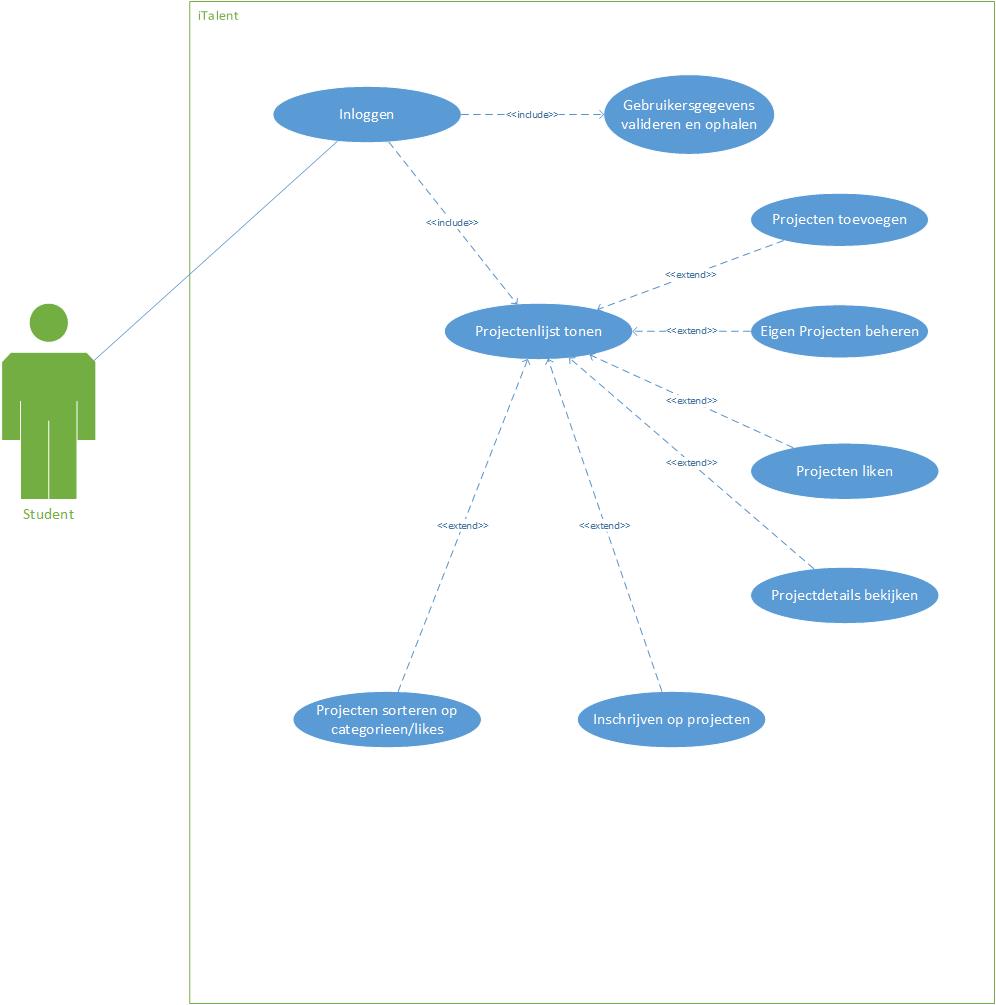 iTalent
Inloggen
<<include>>
Gebruikersgegevens
valideren en ophalen
<<include>>
Projecten toevoegen
<<extend>>
Projectenlijst tonen
<<extend>>
Eigen Projecten beheren
<<extend>>
Projecten liken
<<extend>>
Student
<<extend>>
<<extend>>
Projectdetails bekijken
Projecten sorteren op
categorieen/likes
Inschrijven op projecten